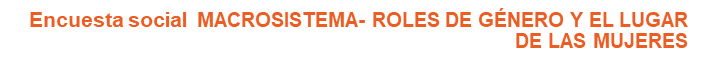 Encuesta social  MACROSISTEMA- ROLES DE GÉNERO Y EL LUGAR
DE LAS MUJERES